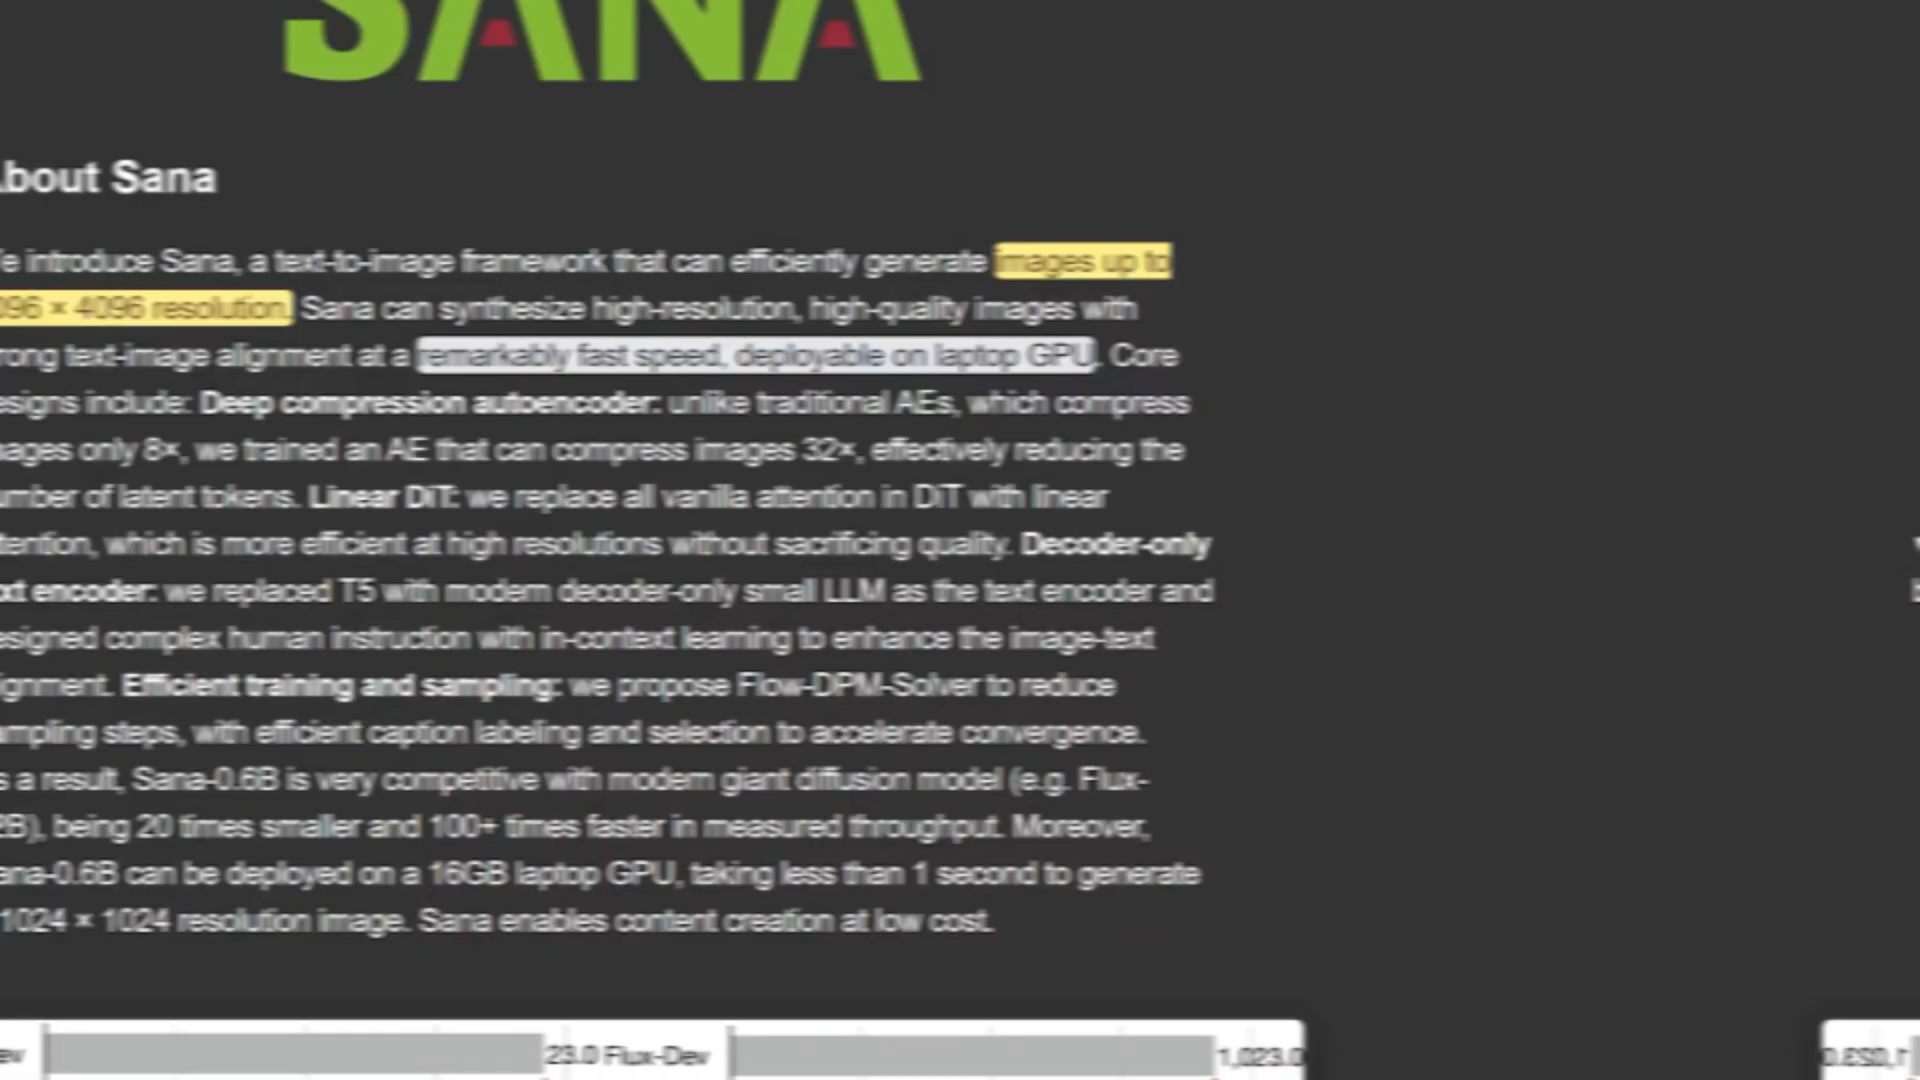 SANA
About Sana
e introduce Sana, a text-to-image framework that can efficiently generate images up to
096 × 4096 resolution. Sana can synthesize high-resolution, high-quality images with
rong text-image alignment at a remarkably fast speed, deployable on laptop GPU. Core
esigns include: Deep compression autoencoder: unlike traditional AEs, which compress
ages only 8×, we trained an AE that can compress images 32×, effectively reducing the
umber of latent tokens. Linear DiT: we replace all vanilla attention in DiT with linear
tention, which is more efficient at high resolutions without sacrificing quality. Decoder-only
xt encoder: we replaced T5 with modern decoder-only small LLM as the text encoder and
esigned complex human instruction with in-context learning to enhance the image-text
ignment. Efficient training and sampling: we propose Flow-DPM-Solver to reduce
ampling steps, with efficient caption labeling and selection to accelerate convergence.
s a result, Sana-0.6B is very competitive with modern giant diffusion model (e.g. Flux-
2B), being 20 times smaller and 100+ times faster in measured throughput. Moreover,
ana-0.6B can be deployed on a 16GB laptop GPU, taking less than 1 second to generate
1024 × 1024 resolution image. Sana enables content creation at low cost.
ev 23.0 Flux-Dev 1,023.0